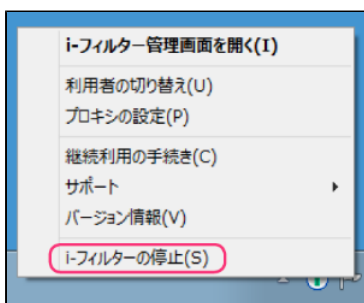 i-フィルター管理画面を開く(I)
利用者の切り替え(U)
プロキシの設定(P)
継続利用の手続き(C)
サポート
バージョン情報(V)
i-フィルターの停止(S)